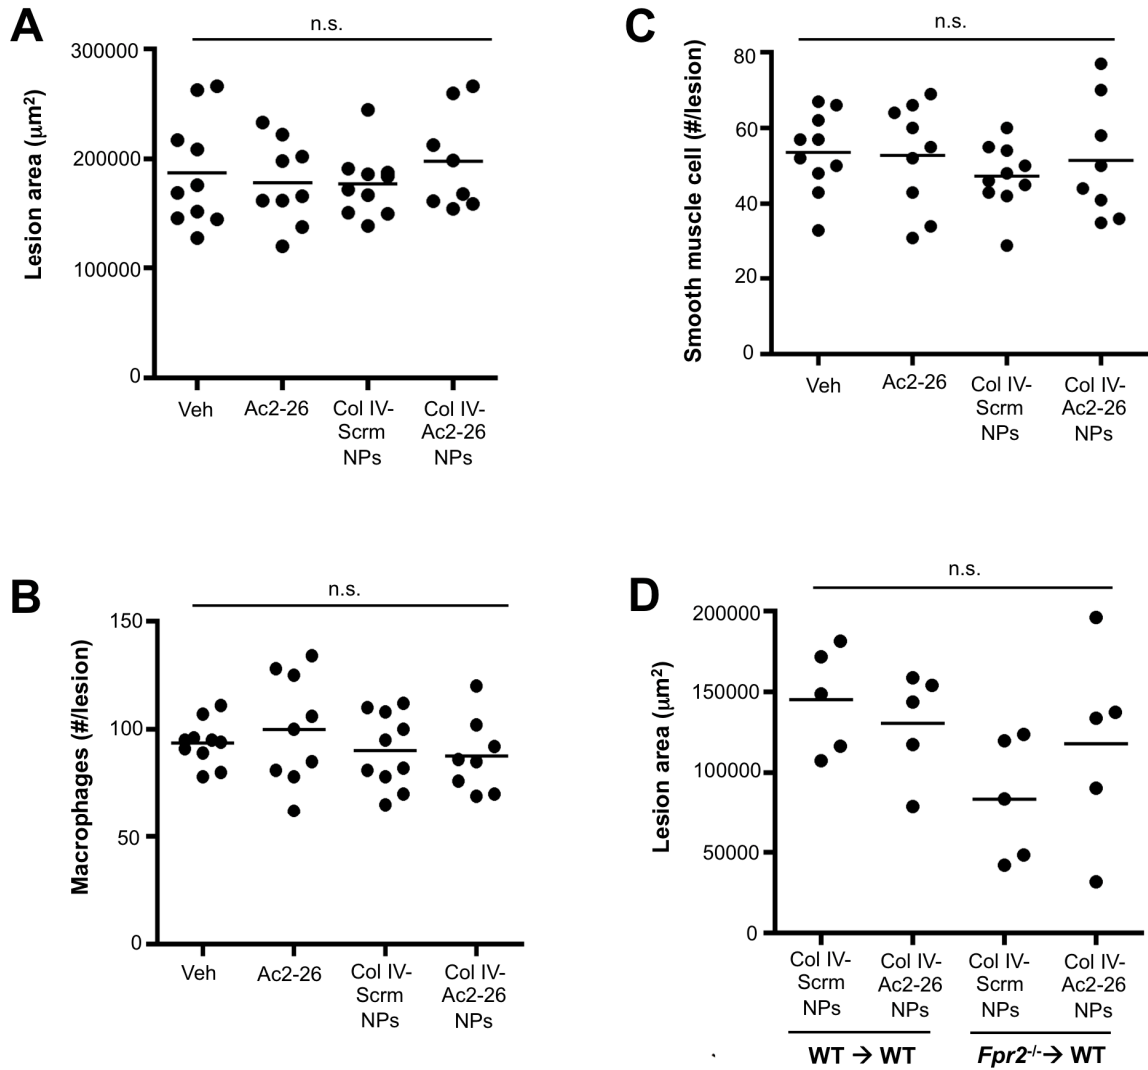 A
n.s.
300000
200000
100000
0
Lesion area (μm²)
Veh
Ac2-26
Col IV-
Scrm
NPs
Col IV-
Ac2-26
NPs
C
n.s.
80
60
40
20
0
Smooth muscle cell (#/lesion)
Veh
Ac2-26
Col IV-
Scrm
NPs
Col IV-
Ac2-26
NPs
B
n.s.
150
100
50
0
Macrophages (#/lesion)
Veh
Ac2-26
Col IV-
Scrm
NPs
Col IV-
Ac2-26
NPs
D
n.s.
200000
150000
100000
50000
0
Lesion area (μm²)
Col IV-
Scrm
NPs
Col IV-
Ac2-26
NPs
Col IV-
Scrm
NPs
Col IV-
Ac2-26
NPs
WT → WT
Fpr2-/-→ WT